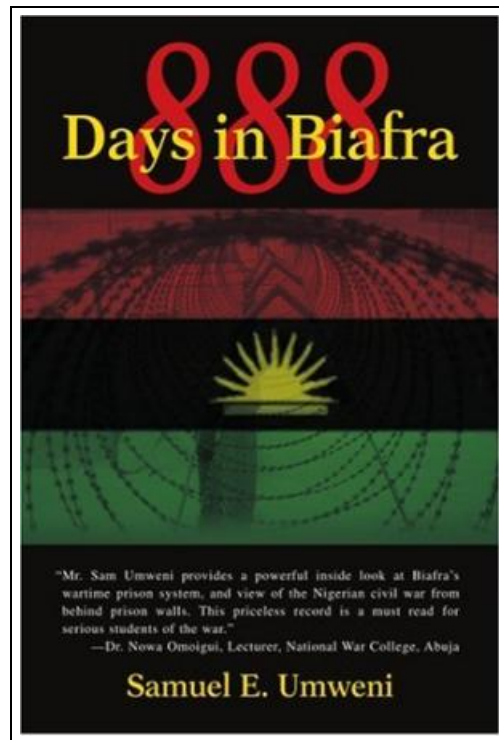 888
Days in Biafra
"Mr. Sam Umweni provides a powerful inside look at Biafra's
wartime prison system, and view of the Nigerian civil war from
behind prison walls. This priceless record is a must read for
serious students of the war."
—Dr. Nowa Omoigui, Lecturer, National War College, Abuja
Samuel E. Umweni